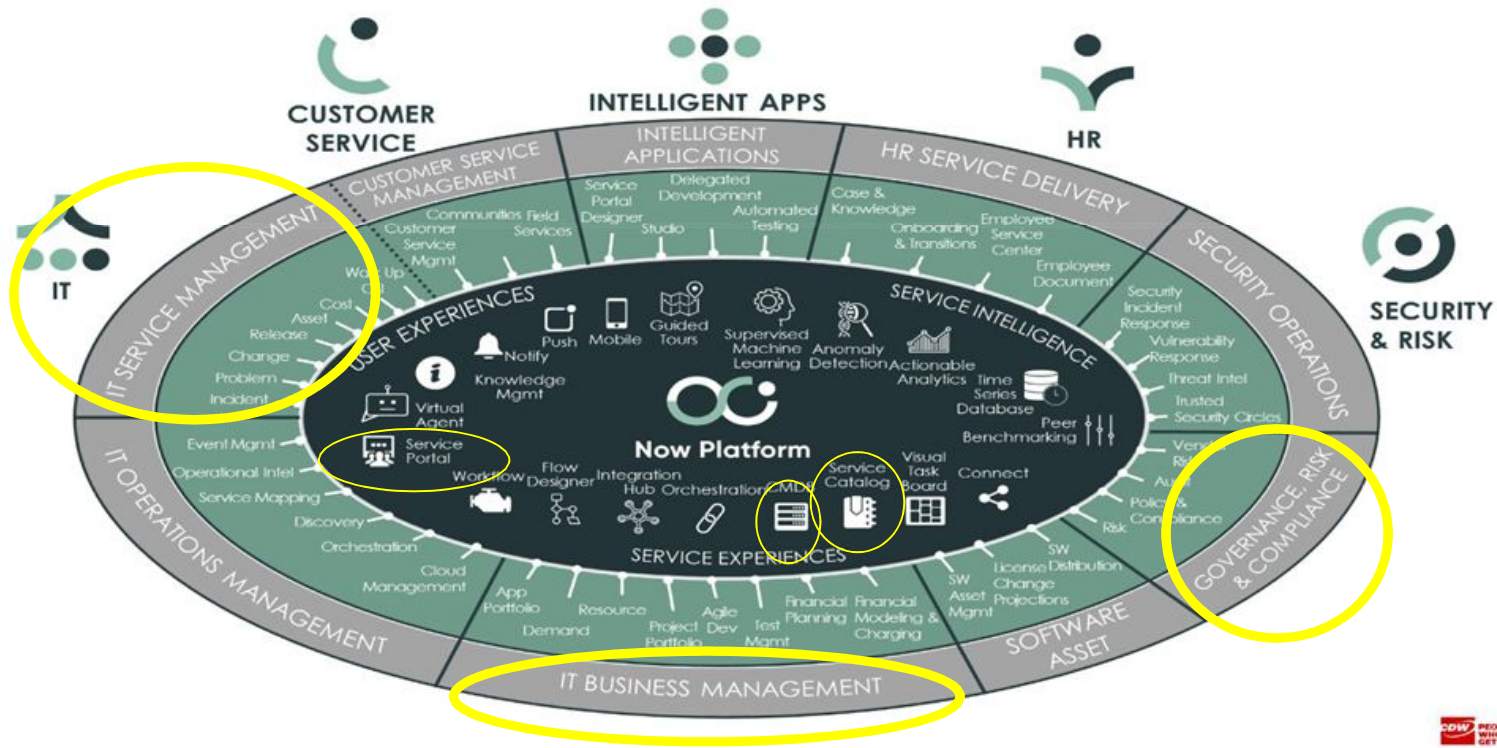 CUSTOMER
SERVICE
INTELLIGENT APPS
HR
IT
SECURITY
& RISK
IT SERVICE MANAGEMENT
CUSTOMER SERVICE
MANAGEMENT
INTELLIGENT
APPLICATIONS
HR SERVICE DELIVERY
SECURITY OPERATIONS
GOVERNANCE, RISK,
& COMPLIANCE
SOFTWARE
ASSET
IT BUSINESS MANAGEMENT
IT OPERATIONS MANAGEMENT
Cost
Asset
Release
Change
Problem
Incident
Communities
Field
Services
Customer
Service
Mgmt
Service
Portal
Designer
Studio
Delegated
Development
Automated
Testing
Case &
Knowledge
Onboarding
& Transitions
Employee
Service
Center
Employee
Document
Security
Incident
Response
Vulnerability
Response
Threat Intel
Trusted
Security Circles
Policy &
Compliance
Risk
SW
Distribution
License
Change
Projections
SW
Asset
Mgmt
Financial
Modeling &
Charging
Financial
Planning
Test
Mgmt
Agile
Dev
Project
Portfolio
Resource
Demand
App
Portfolio
Cloud
Management
Orchestration
Discovery
Service Mapping
Operational Intel
Event Mgmt
USER EXPERIENCES
SERVICE INTELLIGENCE
Push
Mobile
Guided
Tours
Supervised
Machine
Learning
Anomaly
Detection
Actionable
Analytics
Time
Series
Database
Peer
Benchmarking
Notify
Knowledge
Mgmt
Virtual
Agent
Service
Portal
Now Platform
Workflow
Flow
Designer
Integration
Hub
Orchestration
CMDB
Service
Catalog
Visual
Task
Board
Connect
SERVICE EXPERIENCES
CDW